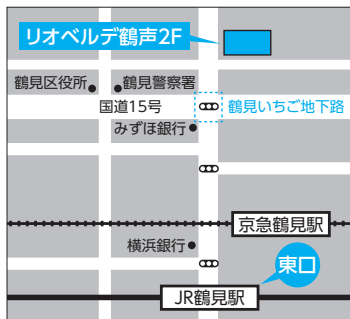 リオベルデ鶴声2F
鶴見区役所
鶴見警察署
国道15号
鶴見いちご地下路
みずほ銀行
京急鶴見駅
横浜銀行
東口
JR鶴見駅